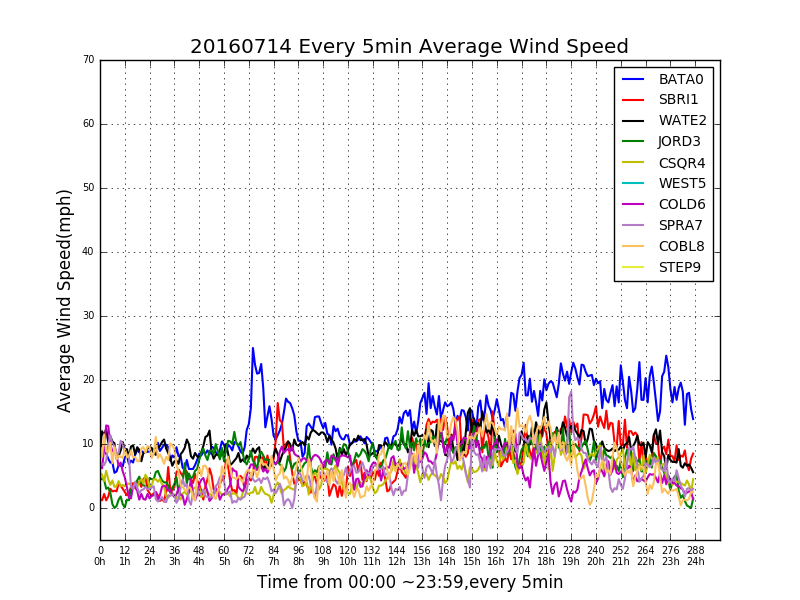 20160714 Every 5min Average Wind Speed
70
60
50
40
30
20
10
0
Average Wind Speed(mph)
BATA0
SBRI1
WATE2
JORD3
CSQR4
WEST5
COLD6
SPRA7
COBL8
STEP9
0 12 24 36 48 60 72 84 96 108 120 132 144 156 168 180 192 204 216 228 240 252 264 276 288
0h 1h 2h 3h 4h 5h 6h 7h 8h 9h 10h 11h 12h 13h 14h 15h 16h 17h 18h 19h 20h 21h 22h 23h 24h
Time from 00:00 ~23:59,every 5min